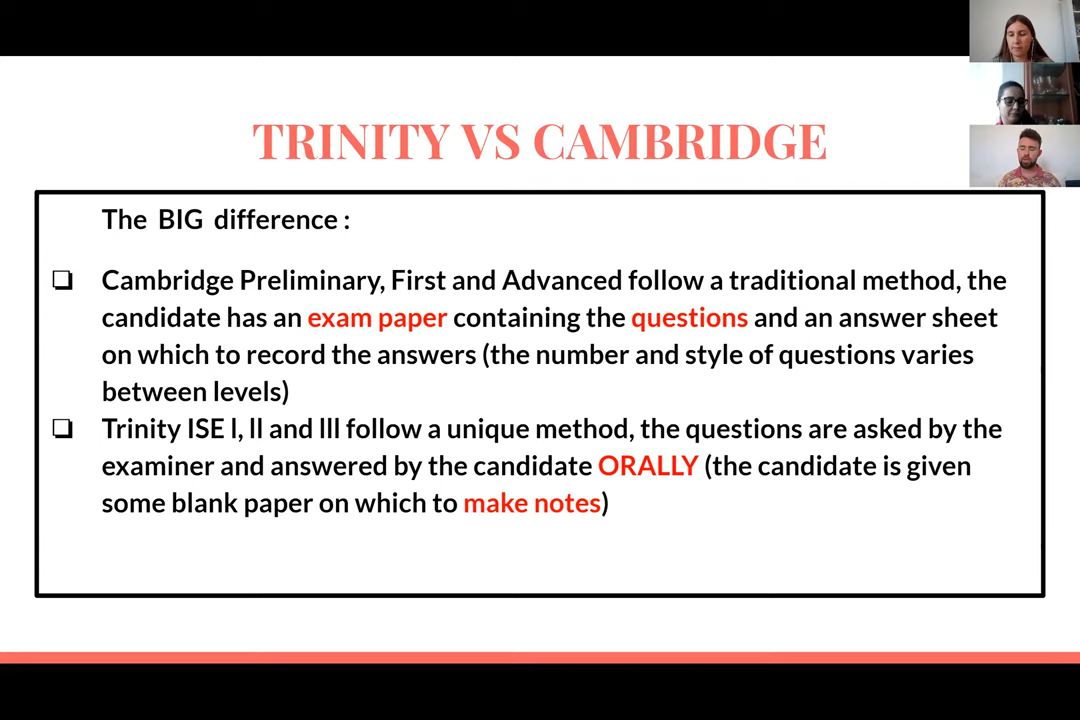 TRINITY VS CAMBRIDGE
The BIG difference :
❑ Cambridge Preliminary, First and Advanced follow a traditional method, the
candidate has an exam paper containing the questions and an answer sheet
on which to record the answers (the number and style of questions varies
between levels)
❑ Trinity ISE l, ll and lll follow a unique method, the questions are asked by the
examiner and answered by the candidate ORALLY (the candidate is given
some blank paper on which to make notes)